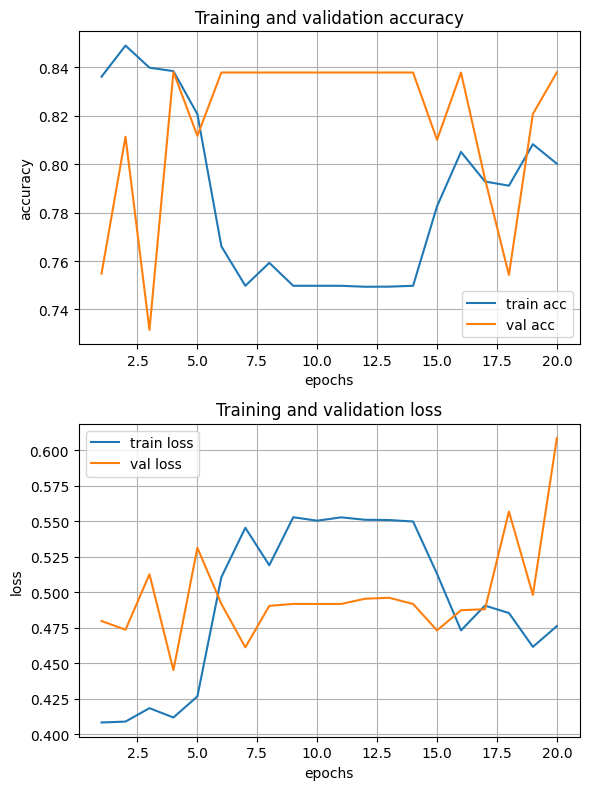 Training and validation accuracy
0.84
0.82
0.80
0.78
0.76
0.74
accuracy
train acc
val acc
2.5 5.0 7.5 10.0 12.5 15.0 17.5 20.0
epochs
Training and validation loss
train loss
val loss
0.600
0.575
0.550
0.525
0.500
0.475
0.450
0.425
0.400
loss
2.5 5.0 7.5 10.0 12.5 15.0 17.5 20.0
epochs